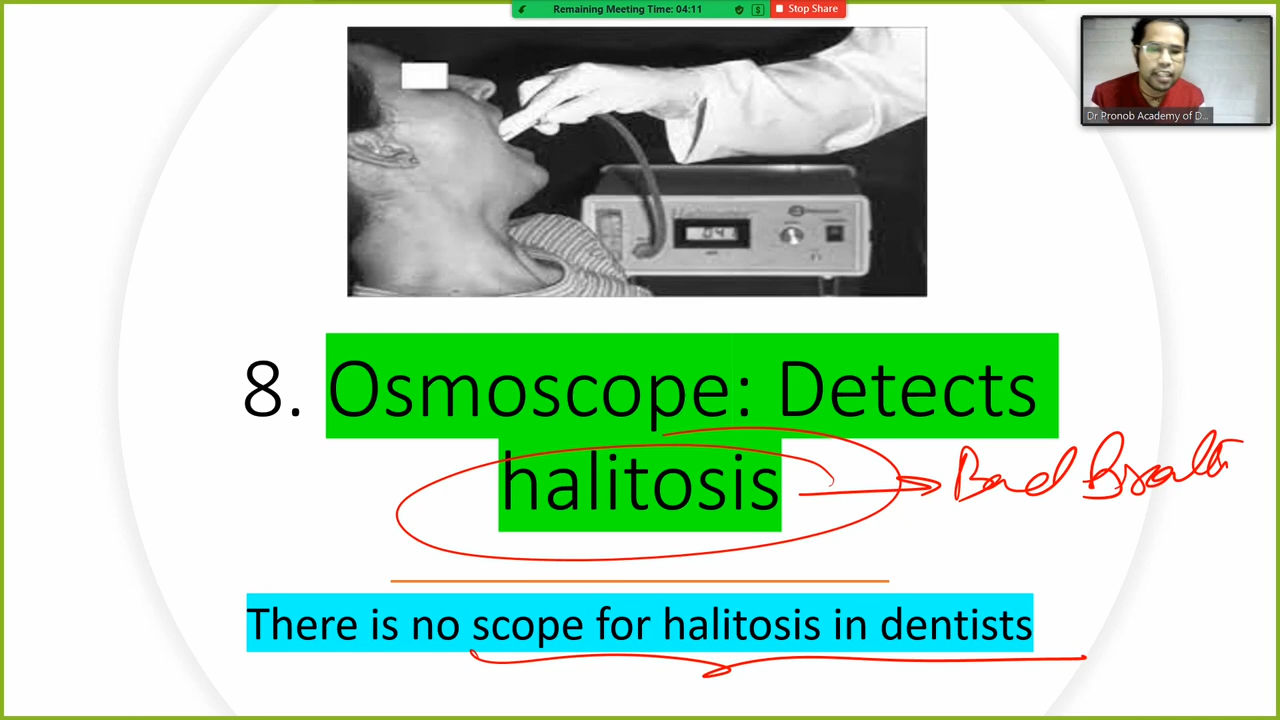 Remaining Meeting Time: 04:11
Stop Share
Dr Pronob Academy of D...
8. Osmoscope: Detects
halitosis
Bad Breath
There is no scope for halitosis in dentists